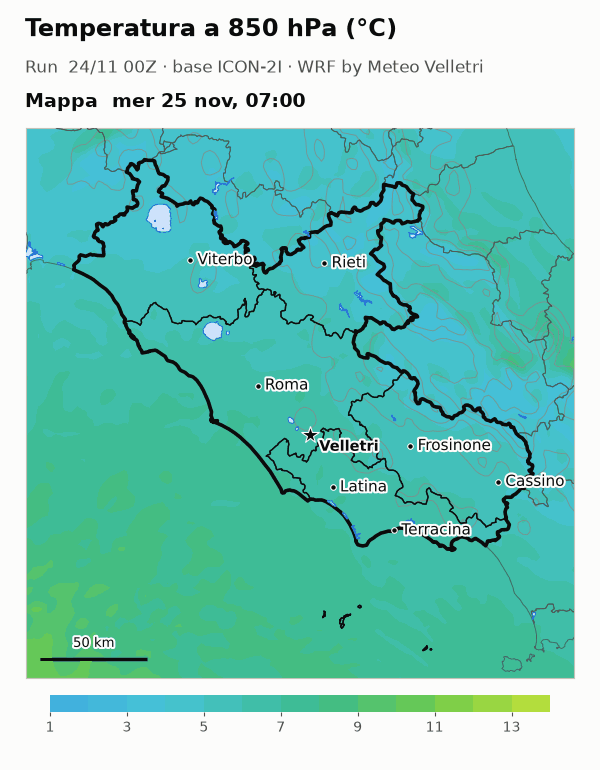 Temperatura a 850 hPa (°C)
Run  24/11 00Z · base ICON-2I · WRF by Meteo Velletri
Mappa  mer 25 nov, 07:00
Viterbo
Rieti
Roma
Velletri
Frosinone
Cassino
Latina
Terracina
50 km
1 3 5 7 9 11 13